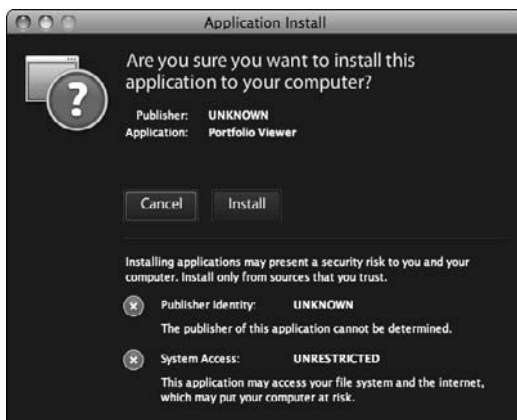 Application Install
Are you sure you want to install this
application to your computer?
Publisher: UNKNOWN
Application: Portfolio Viewer
Cancel Install
Installing applications may present a security risk to you and your
computer. Install only from sources that you trust.
Publisher Identity: UNKNOWN
The publisher of this application cannot be determined.
System Access: UNRESTRICTED
This application may access your file system and the internet,
which may put your computer at risk.